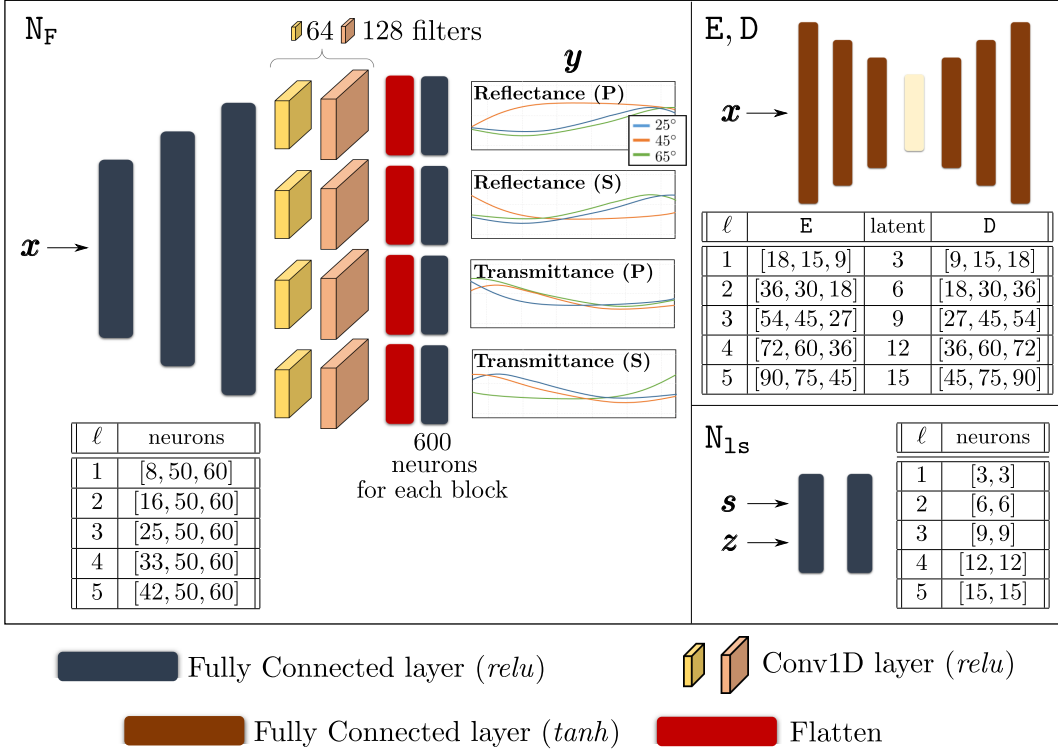 N_F
64 128 filters
y
Reflectance (P)
25°
45°
65°
Reflectance (S)
Transmittance (P)
Transmittance (S)
x
600
neurons
for each block
ℓ neurons
1 [8, 50, 60]
2 [16, 50, 60]
3 [25, 50, 60]
4 [33, 50, 60]
5 [42, 50, 60]
E, D
x
ℓ E latent D
1 [18, 15, 9] 3 [9, 15, 18]
2 [36, 30, 18] 6 [18, 30, 36]
3 [54, 45, 27] 9 [27, 45, 54]
4 [72, 60, 36] 12 [36, 60, 72]
5 [90, 75, 45] 15 [45, 75, 90]
N_ls
s
z
ℓ neurons
1 [3, 3]
2 [6, 6]
3 [9, 9]
4 [12, 12]
5 [15, 15]
Fully Connected layer (relu)
Conv1D layer (relu)
Fully Connected layer (tanh)
Flatten